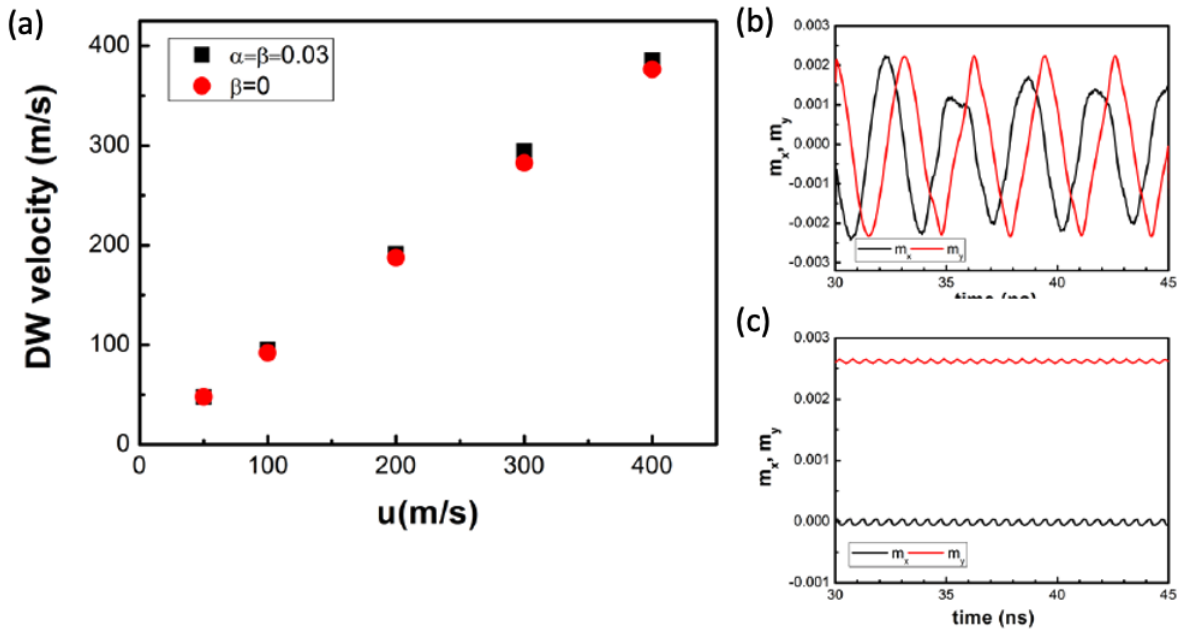 (a)
DW velocity (m/s)
400
300
200
100
0
α=β=0.03
β=0
0 100 200 300 400
u(m/s)
(b)
mx, my
0.003
0.002
0.001
0.000
-0.001
-0.002
-0.003
mx my
30 35 40 45
time (ns)
(c)
mx, my
0.003
0.002
0.001
0.000
-0.001
mx my
30 35 40 45
time (ns)